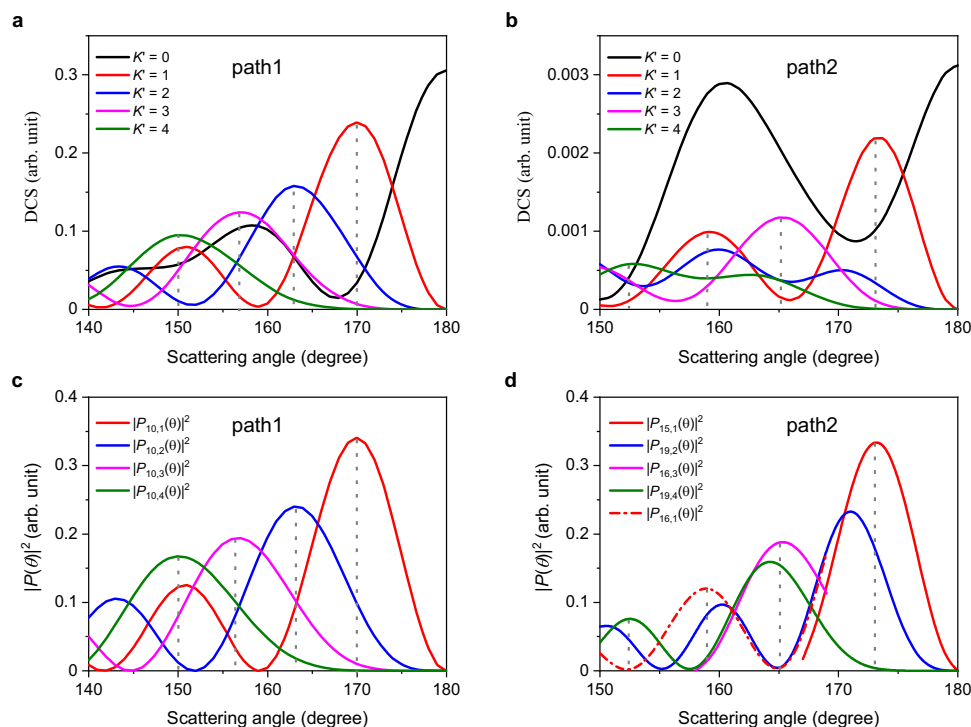 a
DCS (arb. unit)
0.3
0.2
0.1
0
K' = 0
K' = 1
K' = 2
K' = 3
K' = 4
path1
140 150 160 170 180
Scattering angle (degree)
b
DCS (arb. unit)
0.003
0.002
0.001
0
K' = 0
K' = 1
K' = 2
K' = 3
K' = 4
path2
150 160 170 180
Scattering angle (degree)
c
|P(θ)|² (arb. unit)
0.4
0.3
0.2
0.1
0
|P₁₀,₁(θ)|²
|P₁₀,₂(θ)|²
|P₁₀,₃(θ)|²
|P₁₀,₄(θ)|²
path1
140 150 160 170 180
Scattering angle (degree)
d
|P(θ)|² (arb. unit)
0.4
0.3
0.2
0.1
0
|P₁₅,₁(θ)|²
|P₁₉,₂(θ)|²
|P₁₆,₃(θ)|²
|P₁₉,₄(θ)|²
|P₁₆,₁(θ)|²
path2
150 160 170 180
Scattering angle (degree)